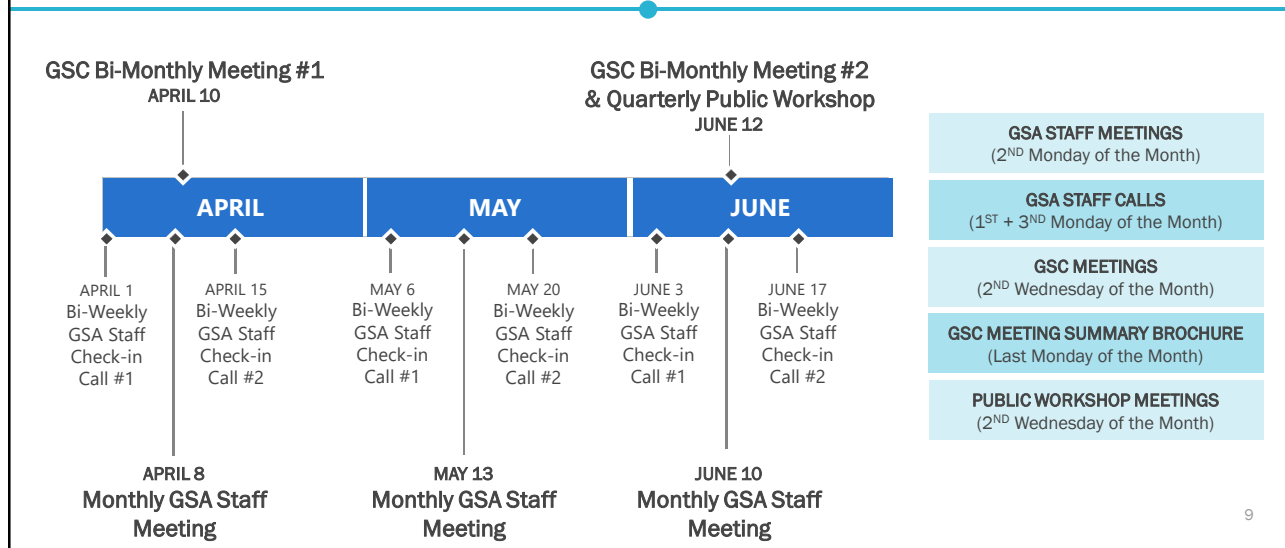 GSC Bi-Monthly Meeting #1
APRIL 10
GSC Bi-Monthly Meeting #2
& Quarterly Public Workshop
JUNE 12
APRIL
MAY
JUNE
APRIL 1
Bi-Weekly
GSA Staff
Check-in
Call #1
APRIL 15
Bi-Weekly
GSA Staff
Check-in
Call #2
MAY 6
Bi-Weekly
GSA Staff
Check-in
Call #1
MAY 20
Bi-Weekly
GSA Staff
Check-in
Call #2
JUNE 3
Bi-Weekly
GSA Staff
Check-in
Call #1
JUNE 17
Bi-Weekly
GSA Staff
Check-in
Call #2
APRIL 8
Monthly GSA Staff
Meeting
MAY 13
Monthly GSA Staff
Meeting
JUNE 10
Monthly GSA Staff
Meeting
GSA STAFF MEETINGS
(2ND Monday of the Month)
GSA STAFF CALLS
(1ST + 3ND Monday of the Month)
GSC MEETINGS
(2ND Wednesday of the Month)
GSC MEETING SUMMARY BROCHURE
(Last Monday of the Month)
PUBLIC WORKSHOP MEETINGS
(2ND Wednesday of the Month)
9